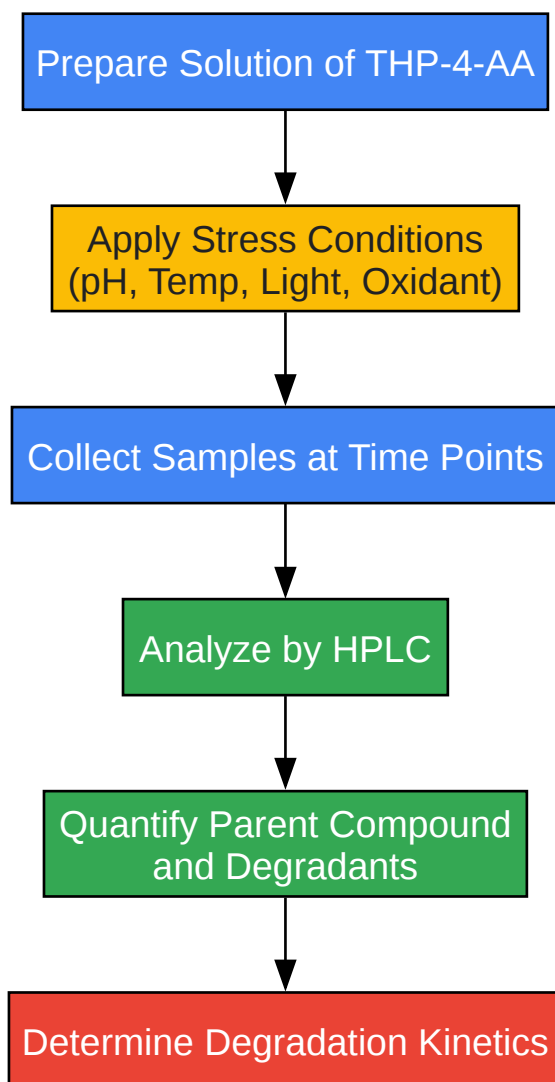 Prepare Solution of THP-4-AA
Apply Stress Conditions
(pH, Temp, Light, Oxidant)
Collect Samples at Time Points
Analyze by HPLC
Quantify Parent Compound
and Degradants
Determine Degradation Kinetics